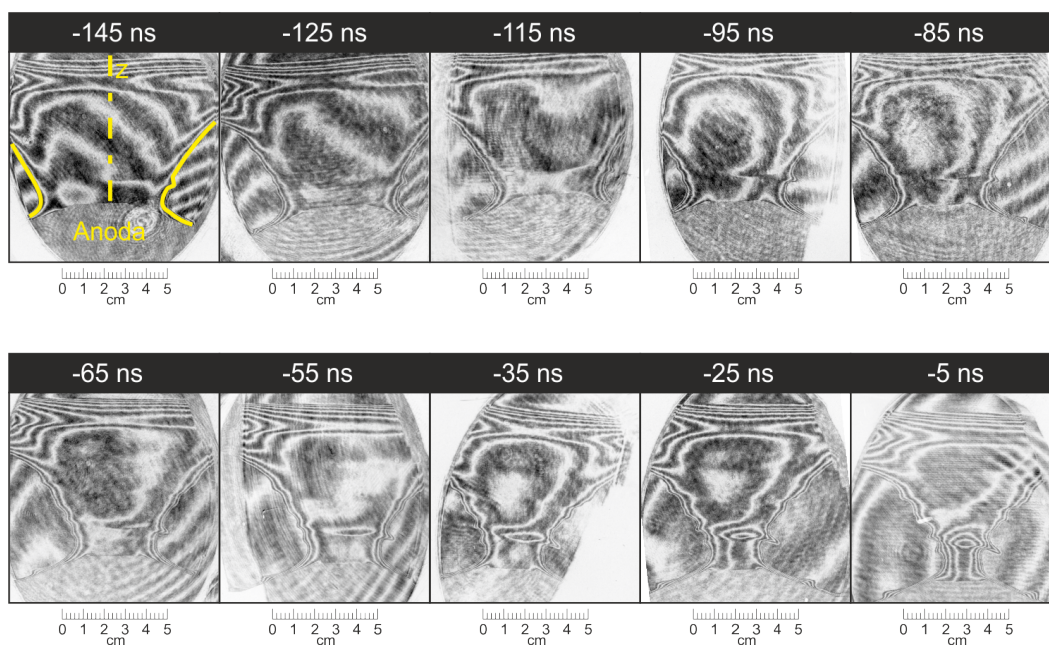 -145 ns -125 ns -115 ns -95 ns -85 ns
z
Anoda
0 1 2 3 4 5 0 1 2 3 4 5 0 1 2 3 4 5 0 1 2 3 4 5 0 1 2 3 4 5
cm cm cm cm cm
-65 ns -55 ns -35 ns -25 ns -5 ns
0 1 2 3 4 5 0 1 2 3 4 5 0 1 2 3 4 5 0 1 2 3 4 5 0 1 2 3 4 5
cm cm cm cm cm